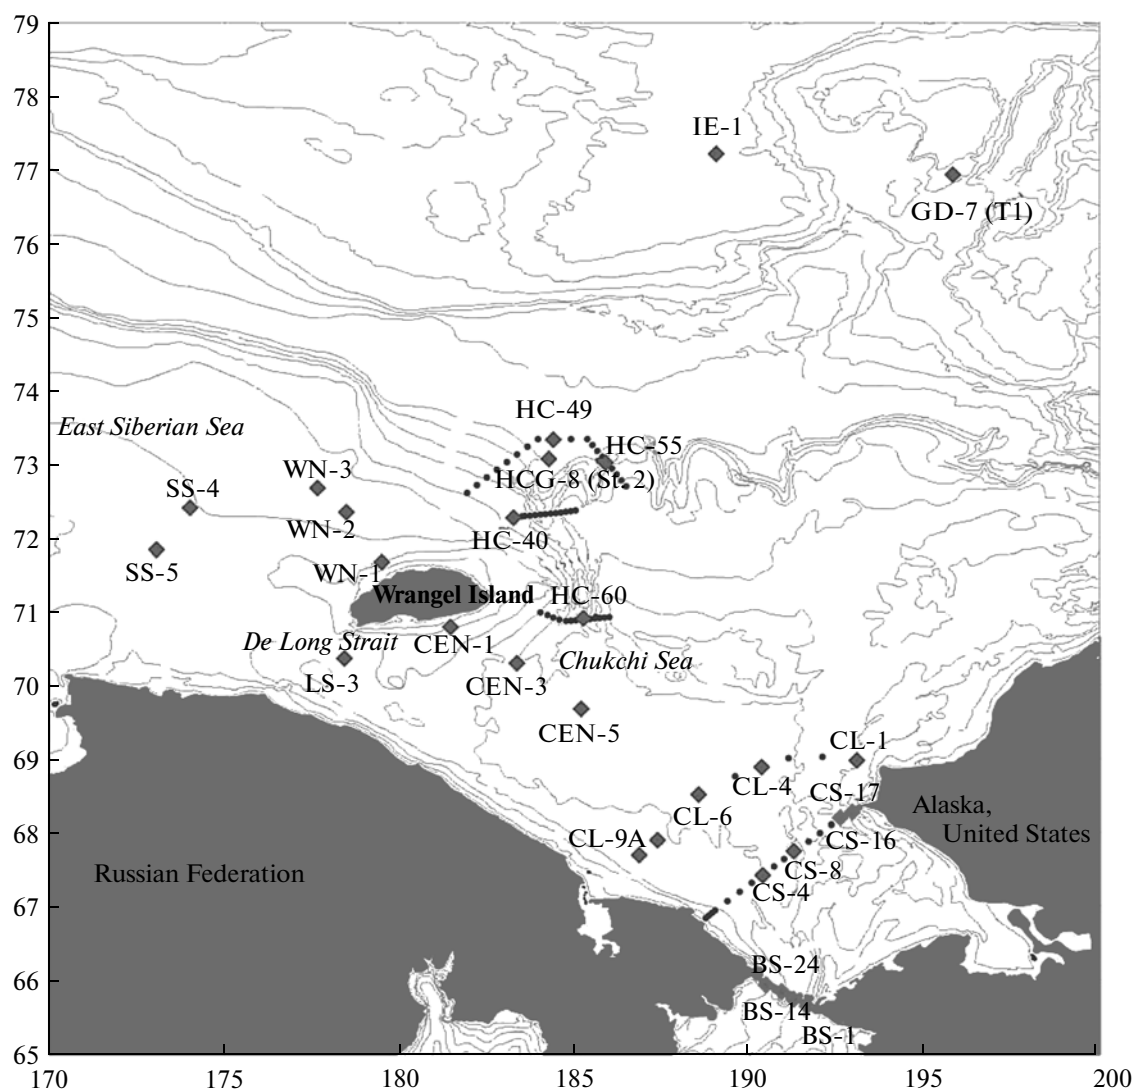 79
78
IE-1
77
GD-7 (T1)
76
75
74
HC-49
East Siberian Sea
HC-55
73
WN-3
HCG-8 (St. 2)
SS-4
WN-2
HC-40
72
SS-5
WN-1
Wrangel Island
HC-60
71
De Long Strait
CEN-1
Chukchi Sea
LS-3
CEN-3
70
CEN-5
CL-1
69
CL-4
CS-17
Alaska,
CL-6
United States
68
CL-9A
CS-16
Russian Federation
CS-8
CS-4
67
BS-24
66
BS-14
BS-1
65
170
175
180
185
190
195
200